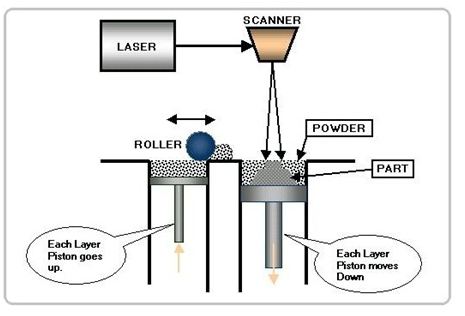 SCANNER
LASER
ROLLER
POWDER
PART
Each Layer
Piston goes
up.
Each Layer
Piston moves
Down